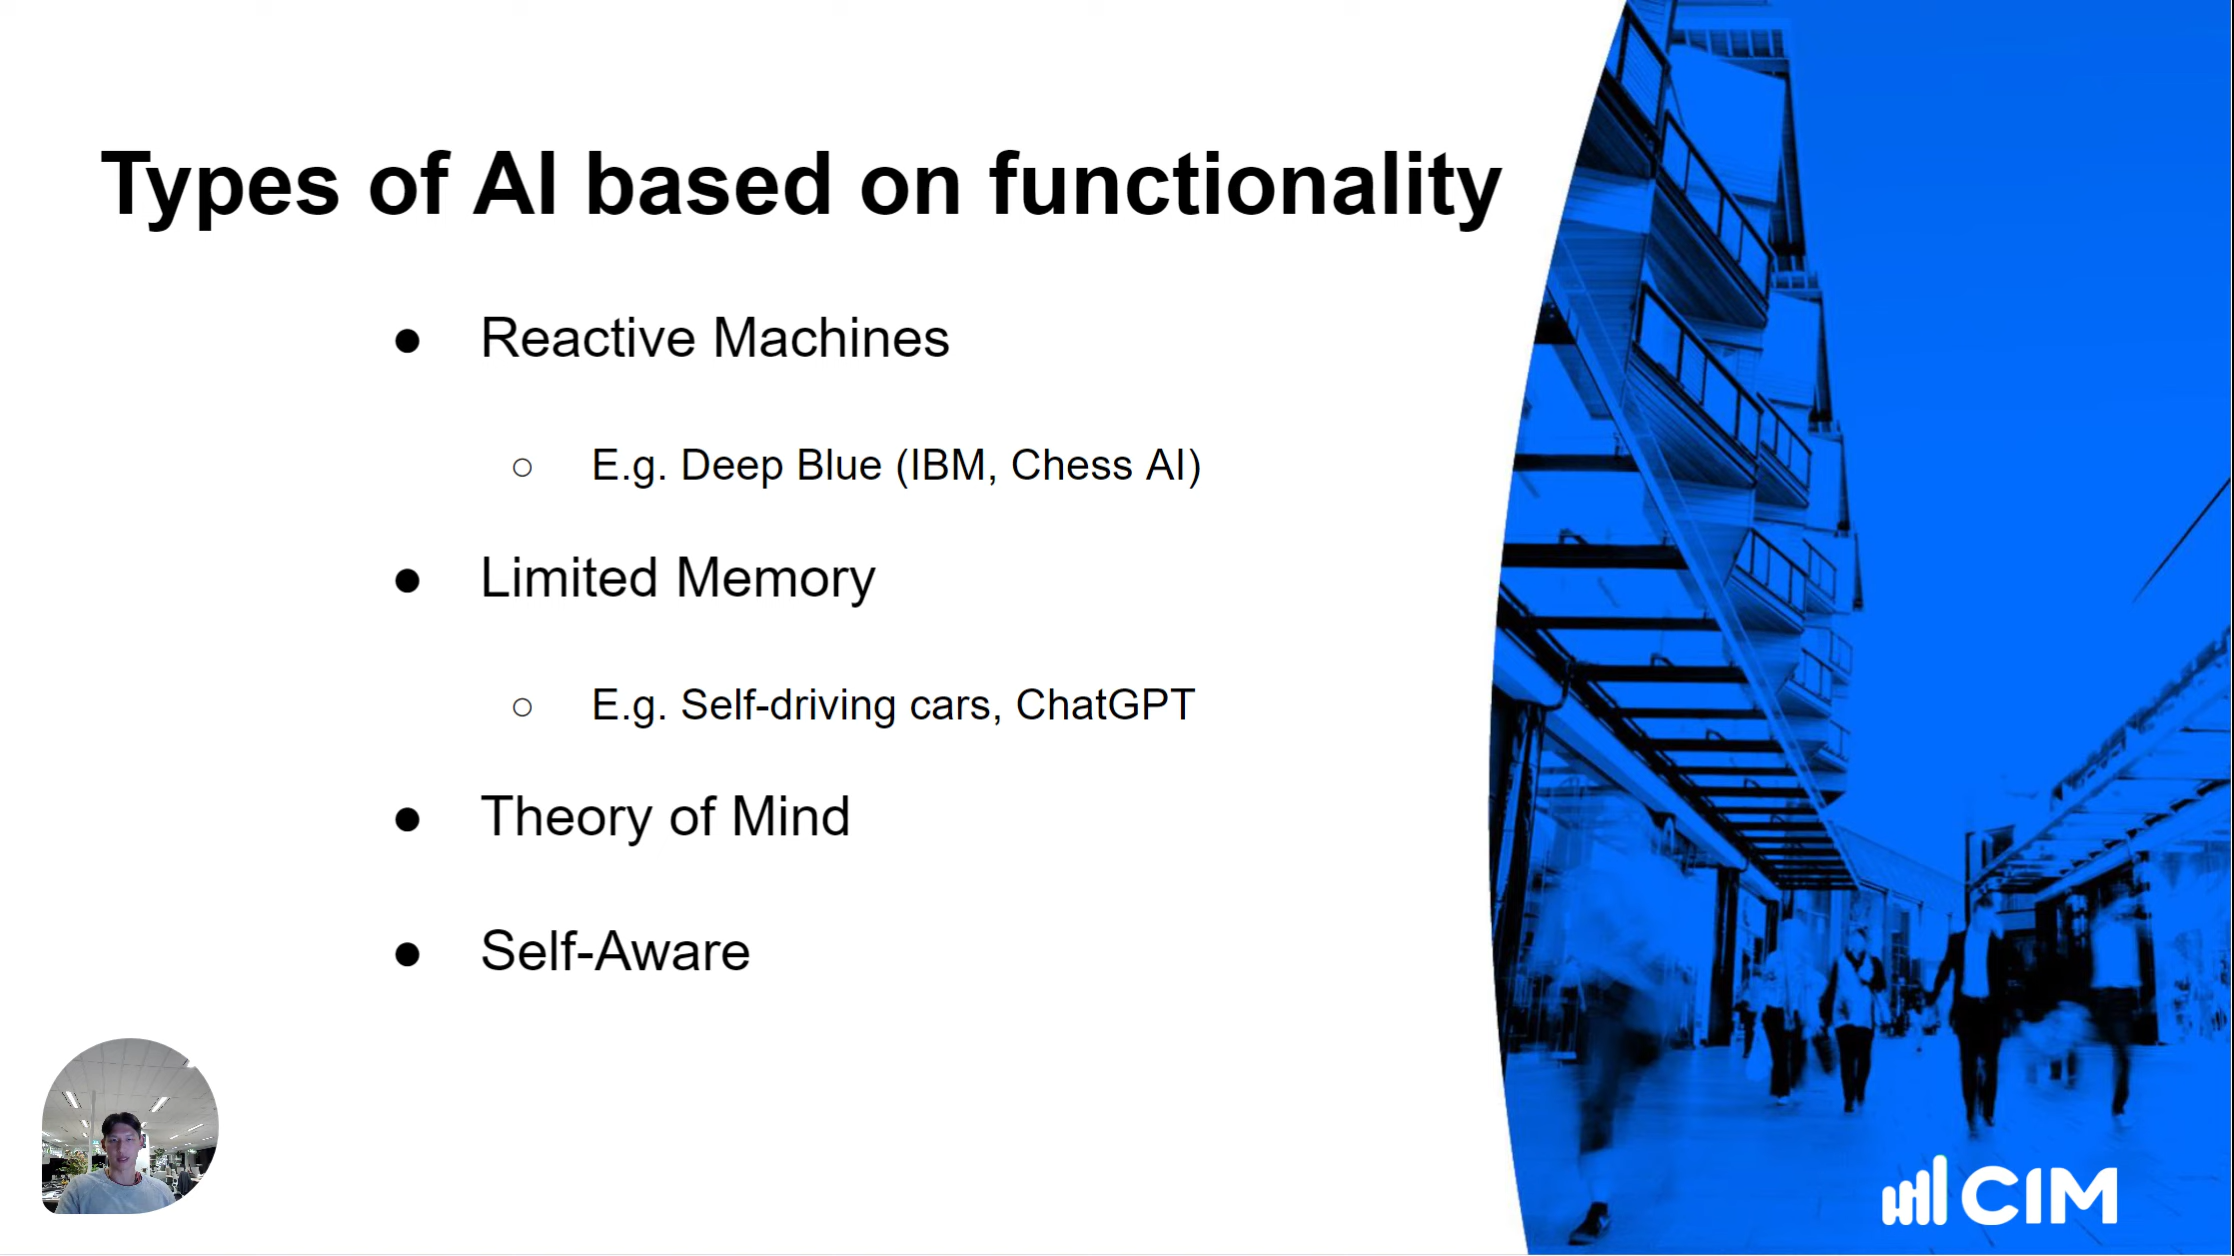 Types of AI based on functionality
● Reactive Machines
○ E.g. Deep Blue (IBM, Chess AI)
● Limited Memory
○ E.g. Self-driving cars, ChatGPT
● Theory of Mind
● Self-Aware
CIM